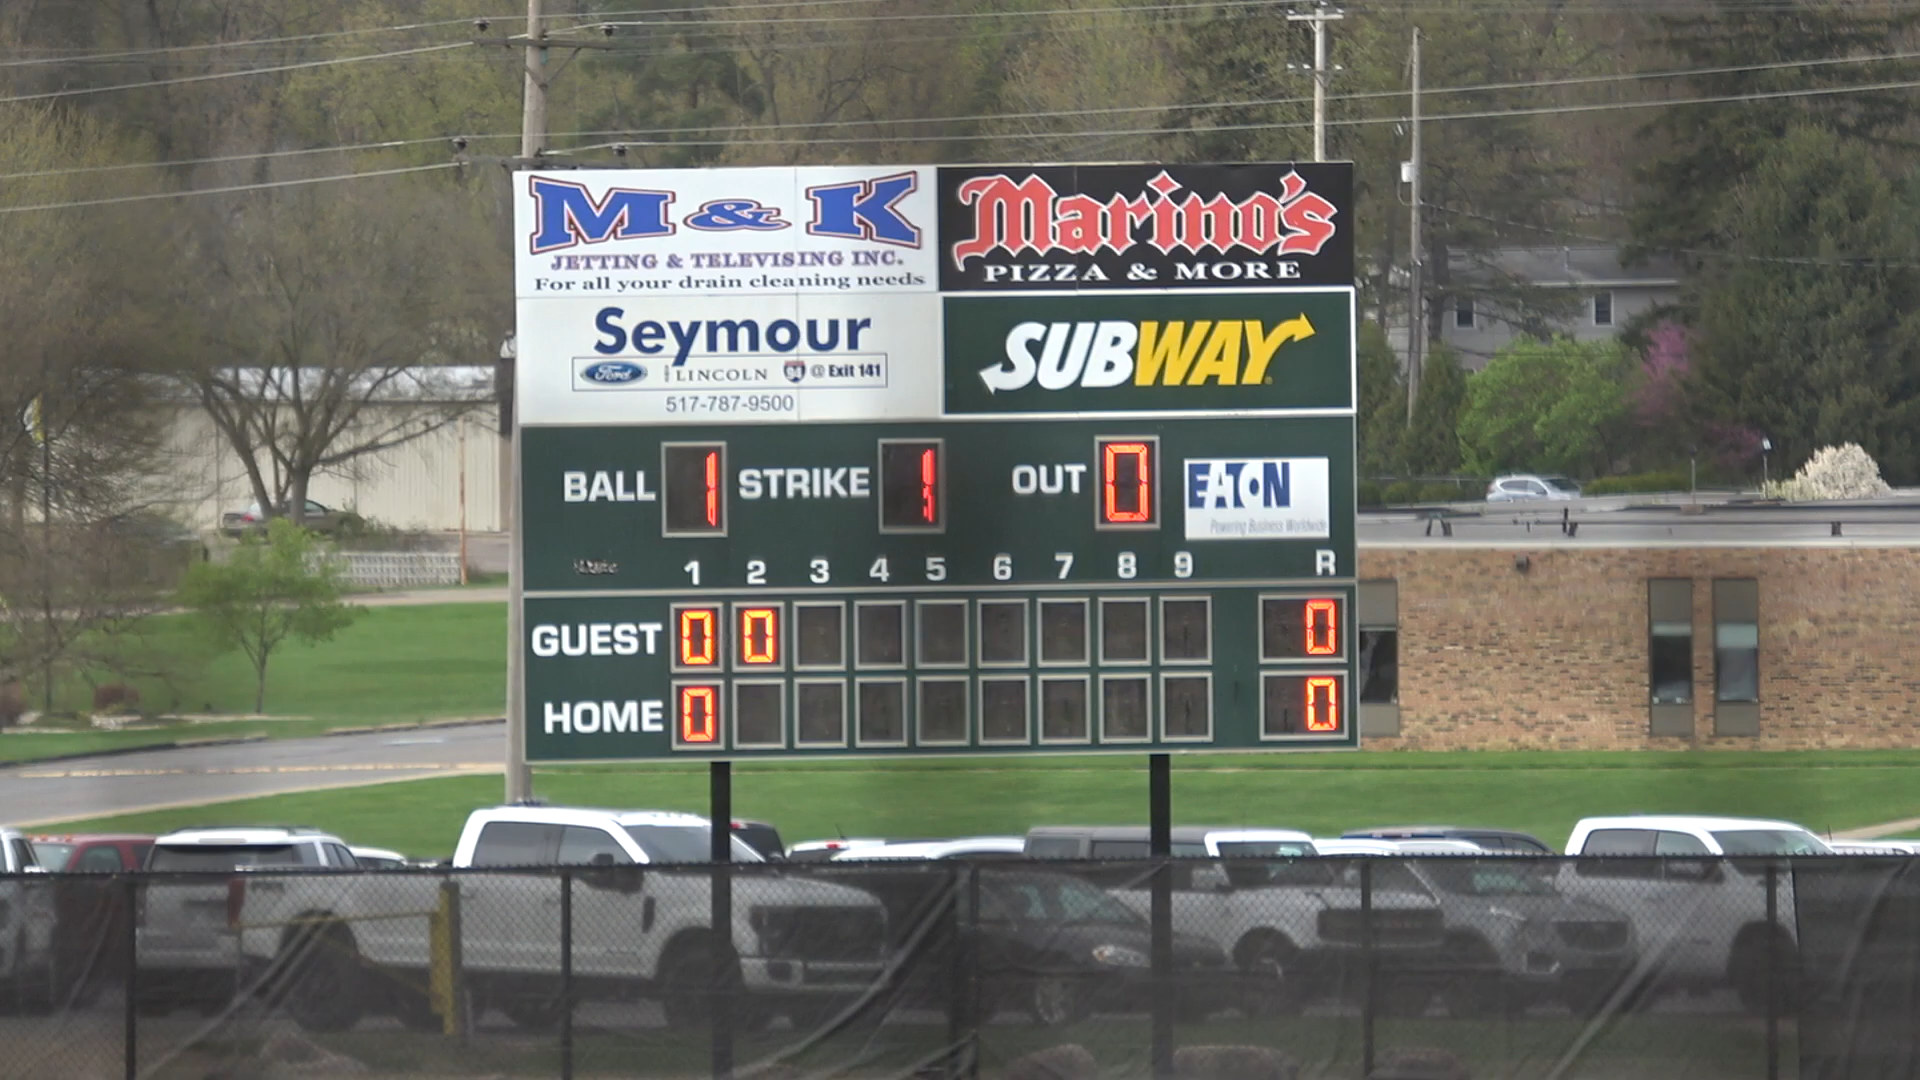 M & K
JETTING & TELEVISING INC.
For all your drain cleaning needs
Marino's
PIZZA & MORE
Seymour
Ford LINCOLN 94 @ Exit 141
517-787-9500
SUBWAY
BALL 1 STRIKE 1 OUT 0
EATON
Powering Business Worldwide
1 2 3 4 5 6 7 8 9 R
GUEST 0 0 0
HOME 0 0